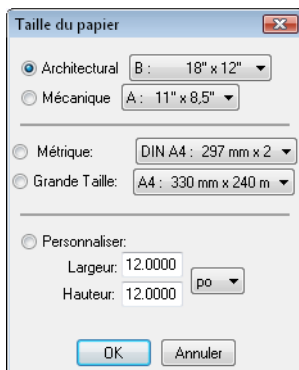 Taille du papier
Architectural B : 18" x 12"
Mécanique A : 11" x 8,5"
Métrique: DIN A4 : 297 mm x 2
Grande Taille: A4 : 330 mm x 240 m
Personnaliser:
Largeur: 12.0000
po
Hauteur: 12.0000
OK Annuler